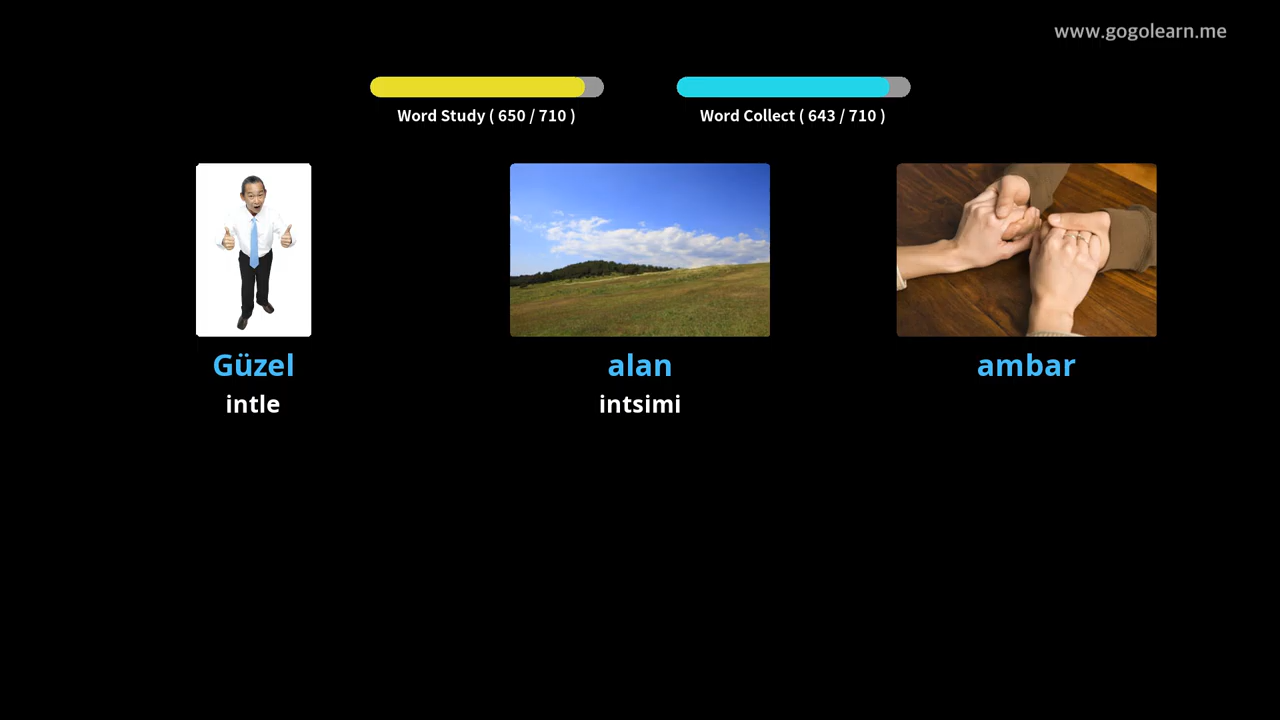 www.gogolearn.me
Word Study ( 650 / 710 )
Word Collect ( 643 / 710 )
Güzel
intle
alan
intsimi
ambar